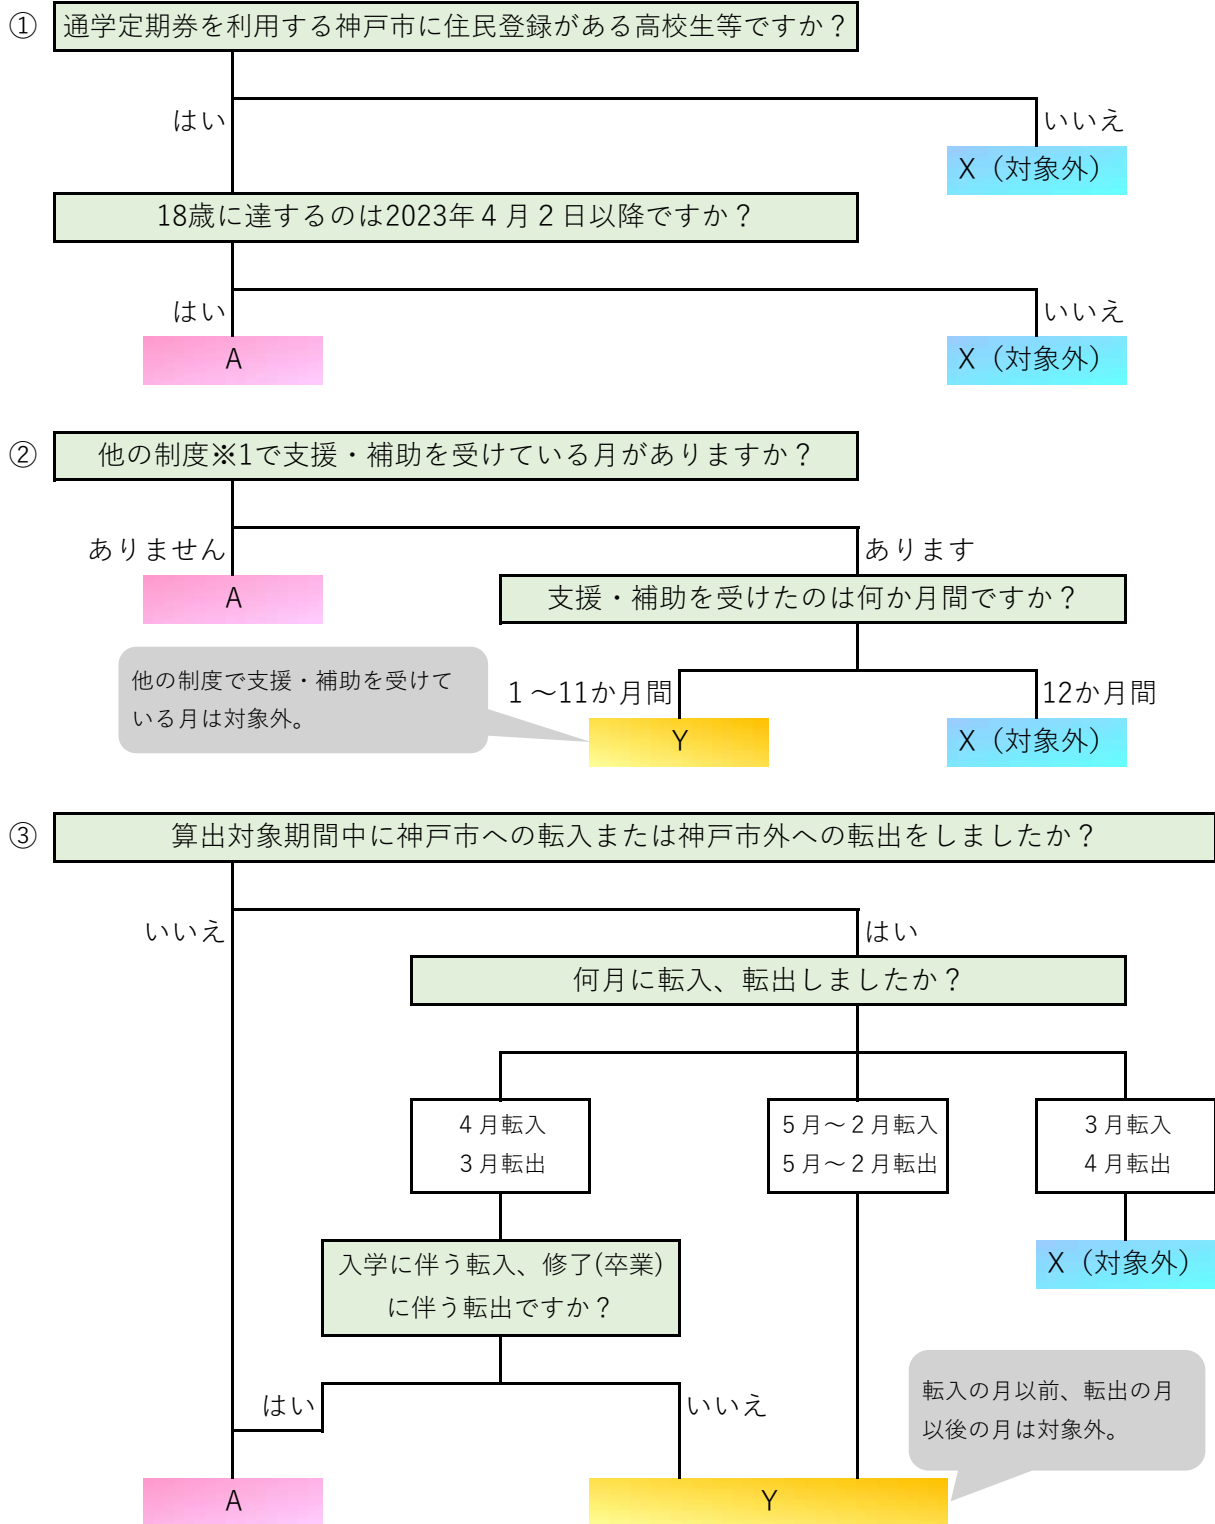 ① 通学定期券を利用する神戸市に住民登録がある高校生等ですか？
はい
いいえ
X（対象外）
18歳に達するのは2023年４月２日以降ですか？
はい
いいえ
A
X（対象外）
② 他の制度※1で支援・補助を受けている月がありますか？
ありません
あります
A
支援・補助を受けたのは何か月間ですか？
他の制度で支援・補助を受けて
いる月は対象外。
１～11か月間
12か月間
Y
X（対象外）
③ 算出対象期間中に神戸市への転入または神戸市外への転出をしましたか？
いいえ
はい
何月に転入、転出しましたか？
４月転入
３月転出
５月～２月転入
５月～２月転出
３月転入
４月転出
入学に伴う転入、修了(卒業)
に伴う転出ですか？
X（対象外）
はい
いいえ
転入の月以前、転出の月
以後の月は対象外。
A
Y